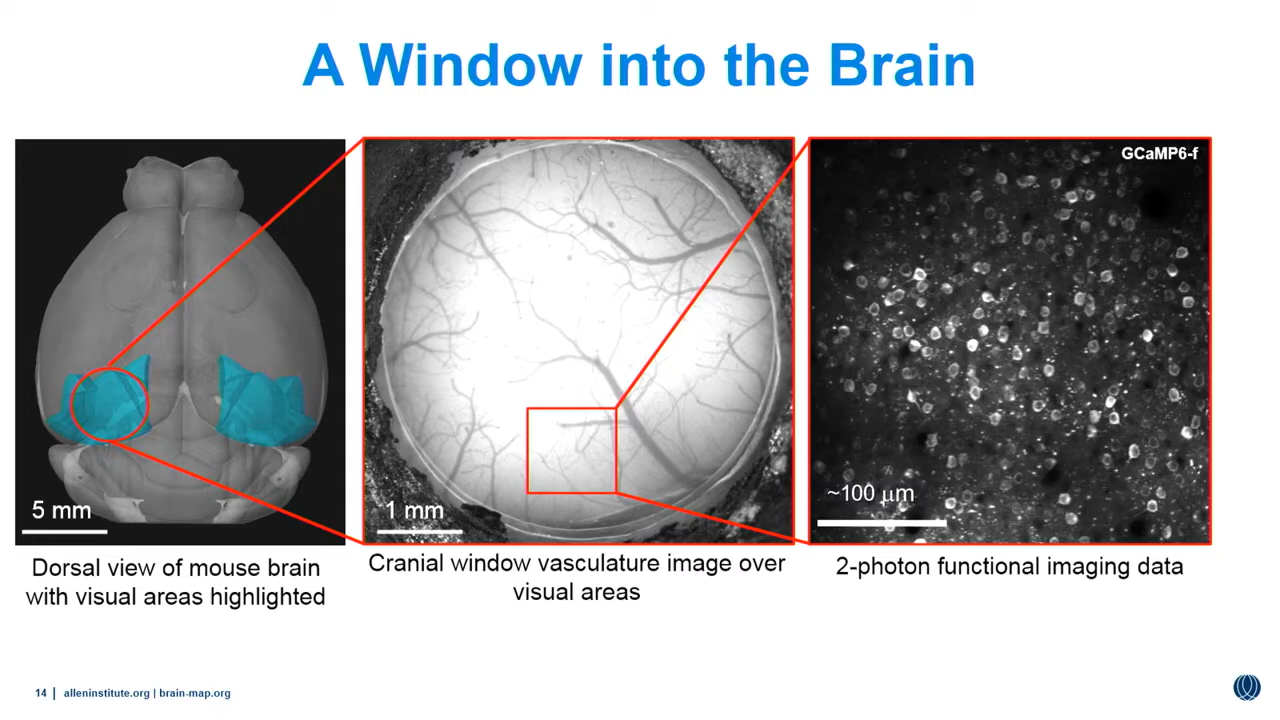 A Window into the Brain
GCaMP6-f
5 mm
1 mm
~100 μm
Dorsal view of mouse brain
with visual areas highlighted
Cranial window vasculature image over
visual areas
2-photon functional imaging data
14 | alleninstitute.org | brain-map.org